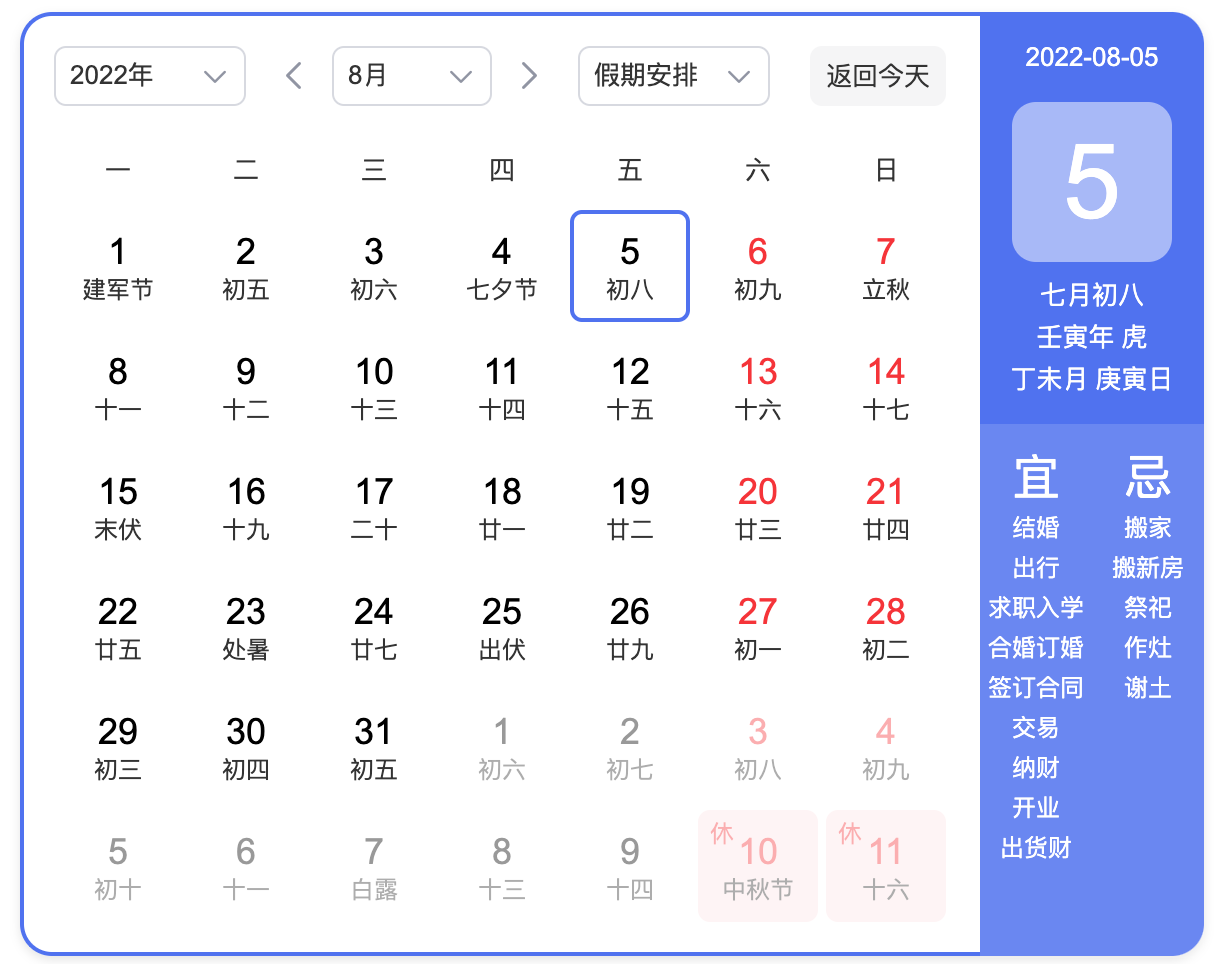 2022年 8月 假期安排 返回今天
一 二 三 四 五 六 日
1 2 3 4 5 6 7
建军节 初五 初六 七夕节 初八 初九 立秋
8 9 10 11 12 13 14
十一 十二 十三 十四 十五 十六 十七
15 16 17 18 19 20 21
末伏 十九 二十 廿一 廿二 廿三 廿四
22 23 24 25 26 27 28
廿五 处暑 廿七 出伏 廿九 初一 初二
29 30 31 1 2 3 4
初三 初四 初五 初六 初七 初八 初九
5 6 7 8 9 休 10 休 11
初十 十一 白露 十三 十四 中秋节 十六
2022-08-05
5
七月初八
壬寅年 虎
丁未月 庚寅日
宜 忌
结婚 搬家
出行 搬新房
求职入学 祭祀
合婚订婚 作灶
签订合同 谢土
交易
纳财
开业
出货财